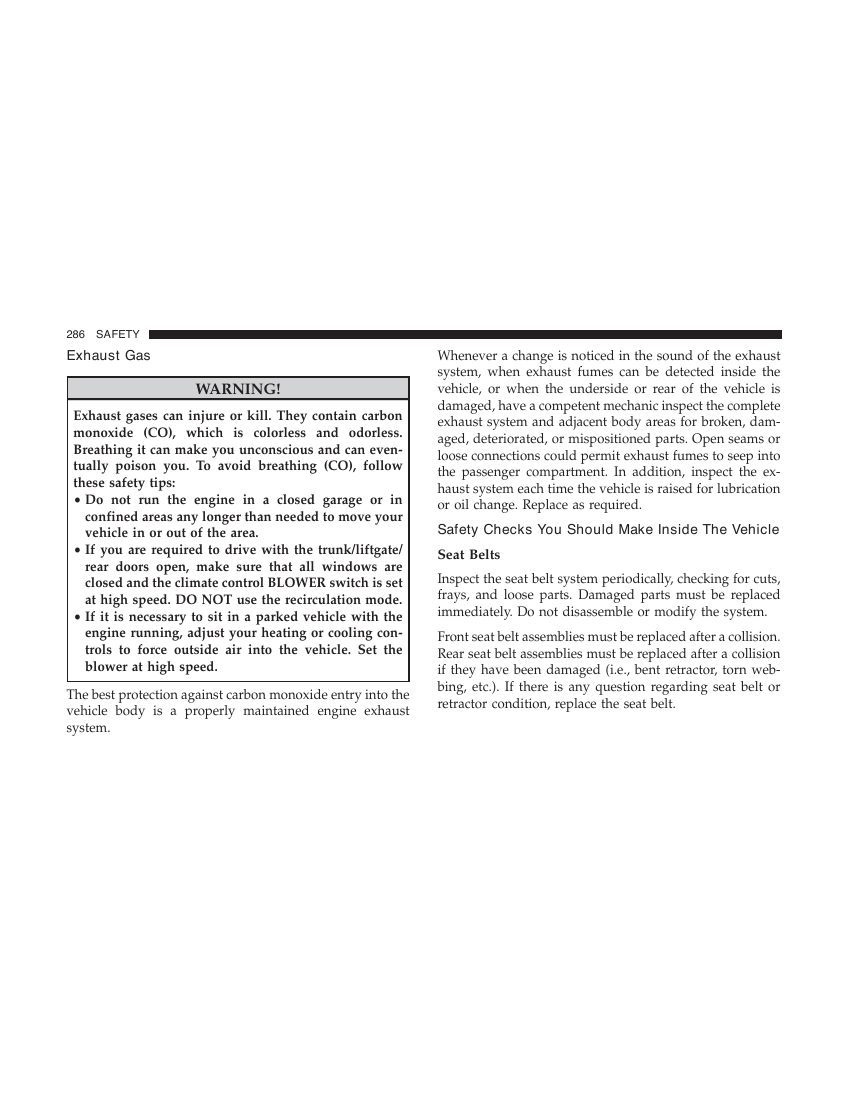 286 SAFETY
Exhaust Gas
WARNING!
Exhaust gases can injure or kill. They contain carbon
monoxide (CO), which is colorless and odorless.
Breathing it can make you unconscious and can even-
tually poison you. To avoid breathing (CO), follow
these safety tips:
• Do not run the engine in a closed garage or in
confined areas any longer than needed to move your
vehicle in or out of the area.
• If you are required to drive with the trunk/liftgate/
rear doors open, make sure that all windows are
closed and the climate control BLOWER switch is set
at high speed. DO NOT use the recirculation mode.
• If it is necessary to sit in a parked vehicle with the
engine running, adjust your heating or cooling con-
trols to force outside air into the vehicle. Set the
blower at high speed.
The best protection against carbon monoxide entry into the
vehicle body is a properly maintained engine exhaust
system.
Whenever a change is noticed in the sound of the exhaust
system, when exhaust fumes can be detected inside the
vehicle, or when the underside or rear of the vehicle is
damaged, have a competent mechanic inspect the complete
exhaust system and adjacent body areas for broken, dam-
aged, deteriorated, or mispositioned parts. Open seams or
loose connections could permit exhaust fumes to seep into
the passenger compartment. In addition, inspect the ex-
haust system each time the vehicle is raised for lubrication
or oil change. Replace as required.
Safety Checks You Should Make Inside The Vehicle
Seat Belts
Inspect the seat belt system periodically, checking for cuts,
frays, and loose parts. Damaged parts must be replaced
immediately. Do not disassemble or modify the system.
Front seat belt assemblies must be replaced after a collision.
Rear seat belt assemblies must be replaced after a collision
if they have been damaged (i.e., bent retractor, torn web-
bing, etc.). If there is any question regarding seat belt or
retractor condition, replace the seat belt.